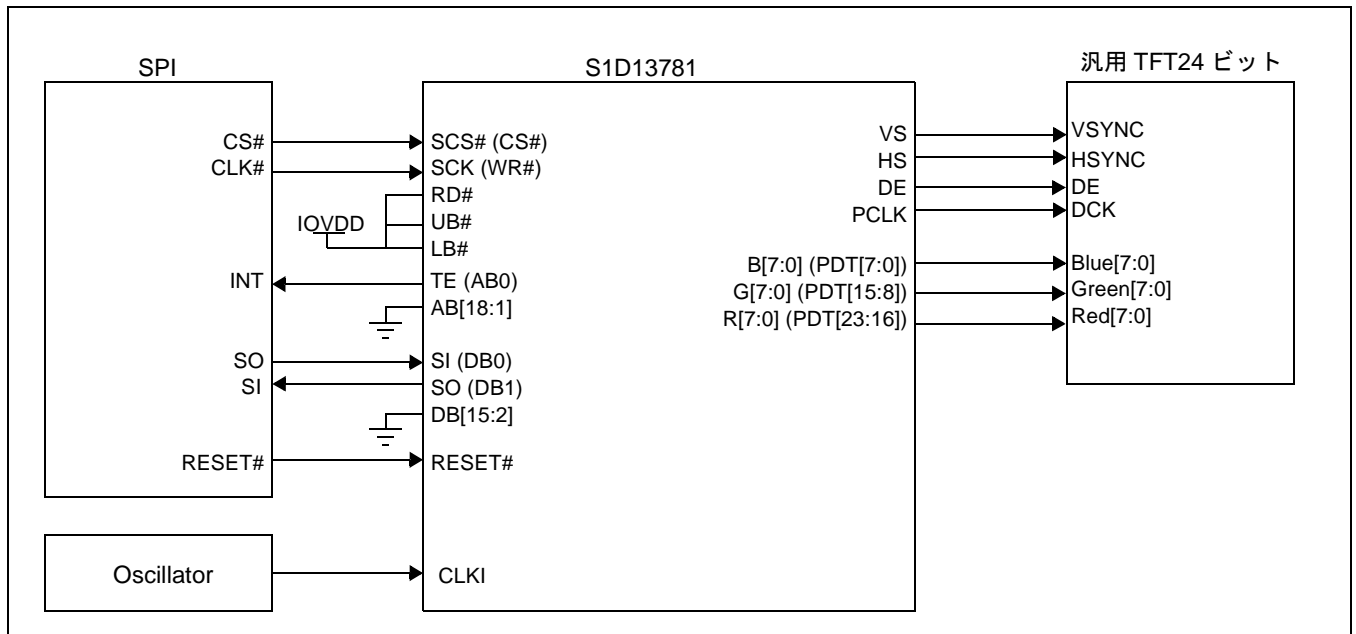 SPI
CS#
CLK#
IOVDD
INT
SO
SI
RESET#
Oscillator
S1D13781
SCS# (CS#)
SCK (WR#)
RD#
UB#
LB#
TE (AB0)
AB[18:1]
SI (DB0)
SO (DB1)
DB[15:2]
RESET#
CLKI
VS
HS
DE
PCLK
B[7:0] (PDT[7:0])
G[7:0] (PDT[15:8])
R[7:0] (PDT[23:16])
汎用 TFT24 ビット
VSYNC
HSYNC
DE
DCK
Blue[7:0]
Green[7:0]
Red[7:0]